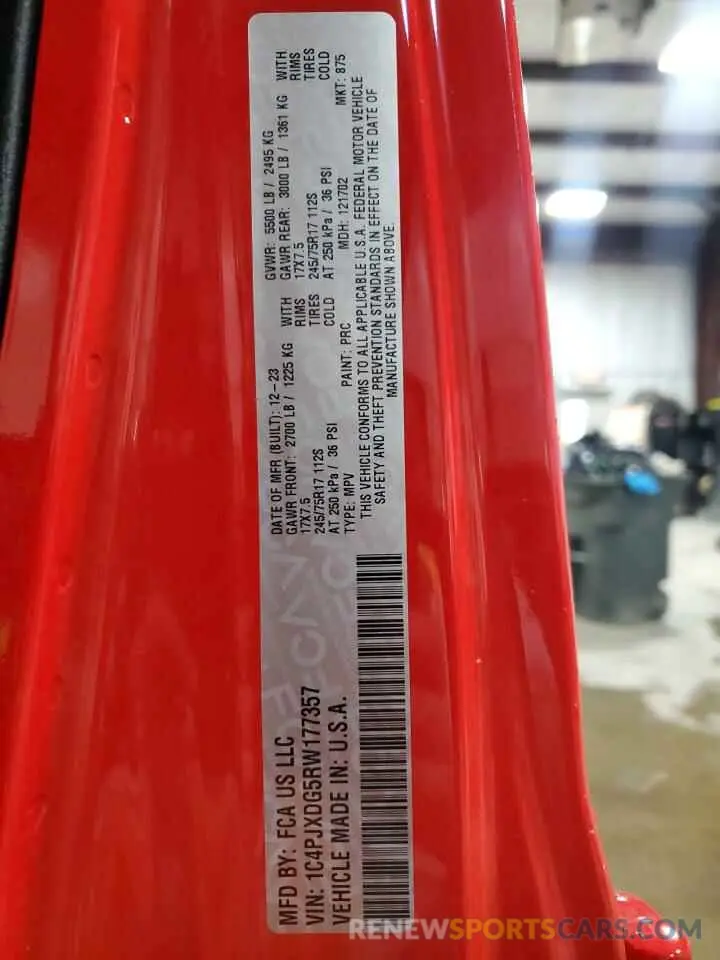 MFD BY: FCA US LLC
VIN: 1C4PJXDG5RW177357
VEHICLE MADE IN: U.S.A.
DATE OF MFR (BUILT): 12-23
GAWR FRONT: 2700 LB / 1225 KG WITH
17X7.5 RIMS
245/75R17 112S TIRES
AT 250 kPa / 36 PSI COLD
TYPE: MPV PAINT: PRC MDH: 121702 MKT: 875
GVWR: 5500 LB / 2495 KG
GAWR REAR: 3000 LB / 1361 KG WITH
17X7.5 RIMS
245/75R17 112S TIRES
AT 250 kPa / 36 PSI COLD
THIS VEHICLE CONFORMS TO ALL APPLICABLE U.S.A. FEDERAL MOTOR VEHICLE
SAFETY AND THEFT PREVENTION STANDARDS IN EFFECT ON THE DATE OF
MANUFACTURE SHOWN ABOVE.
RENEWSPORTSCARS.COM